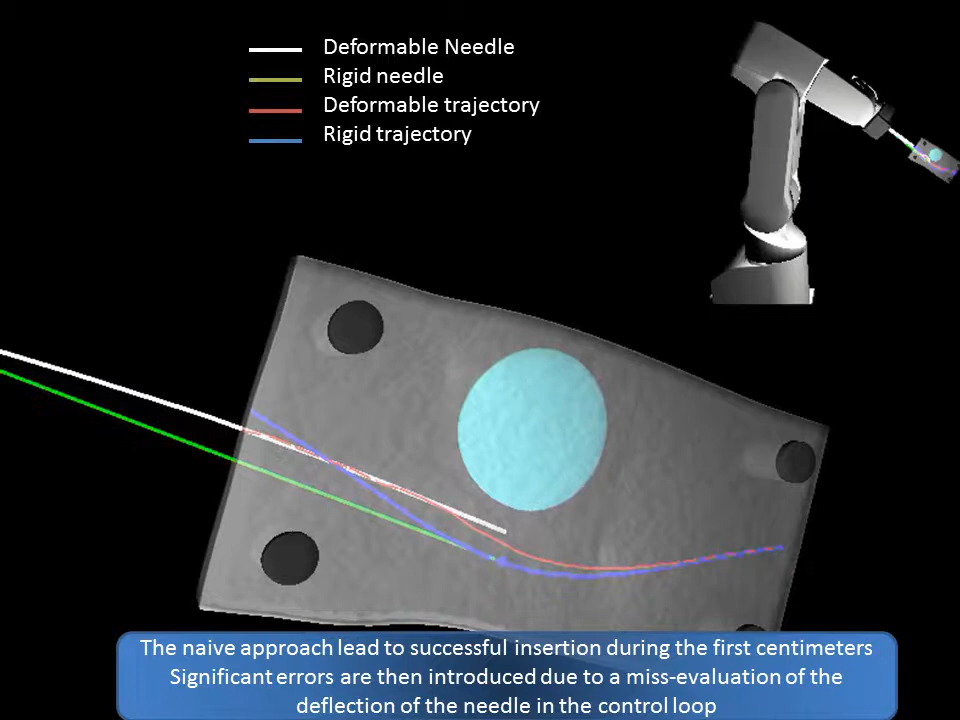 Deformable Needle
Rigid needle
Deformable trajectory
Rigid trajectory
The naive approach lead to successful insertion during the first centimeters
Significant errors are then introduced due to a miss-evaluation of the
deflection of the needle in the control loop